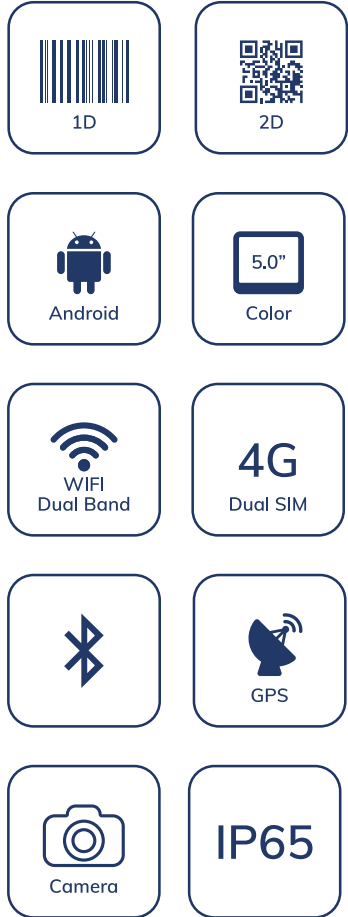 1D
2D
Android
5.0”
Color
WIFI
Dual Band
4G
Dual SIM
GPS
Camera
IP65